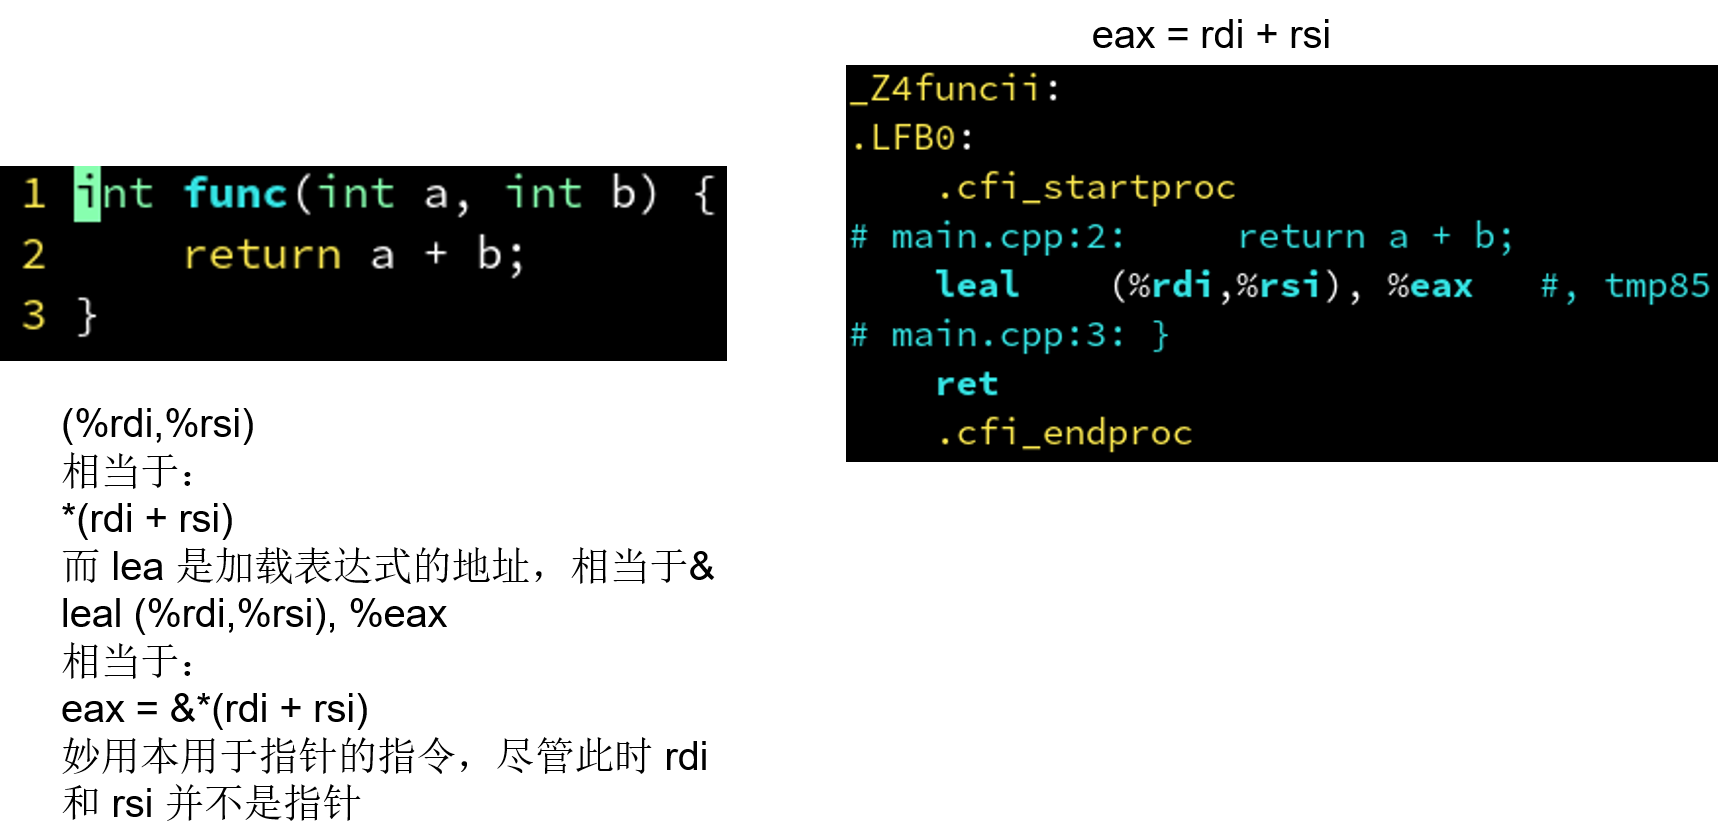 eax = rdi + rsi
1 int func(int a, int b) {
2     return a + b;
3 }
_Z4funcii:
.LFB0:
    .cfi_startproc
# main.cpp:2:     return a + b;
    leal    (%rdi,%rsi), %eax   #, tmp85
# main.cpp:3: }
    ret
    .cfi_endproc
(%rdi,%rsi)
相当于：
*(rdi + rsi)
而 lea 是加载表达式的地址，相当于&
leal (%rdi,%rsi), %eax
相当于：
eax = &*(rdi + rsi)
妙用本用于指针的指令，尽管此时 rdi
和 rsi 并不是指针